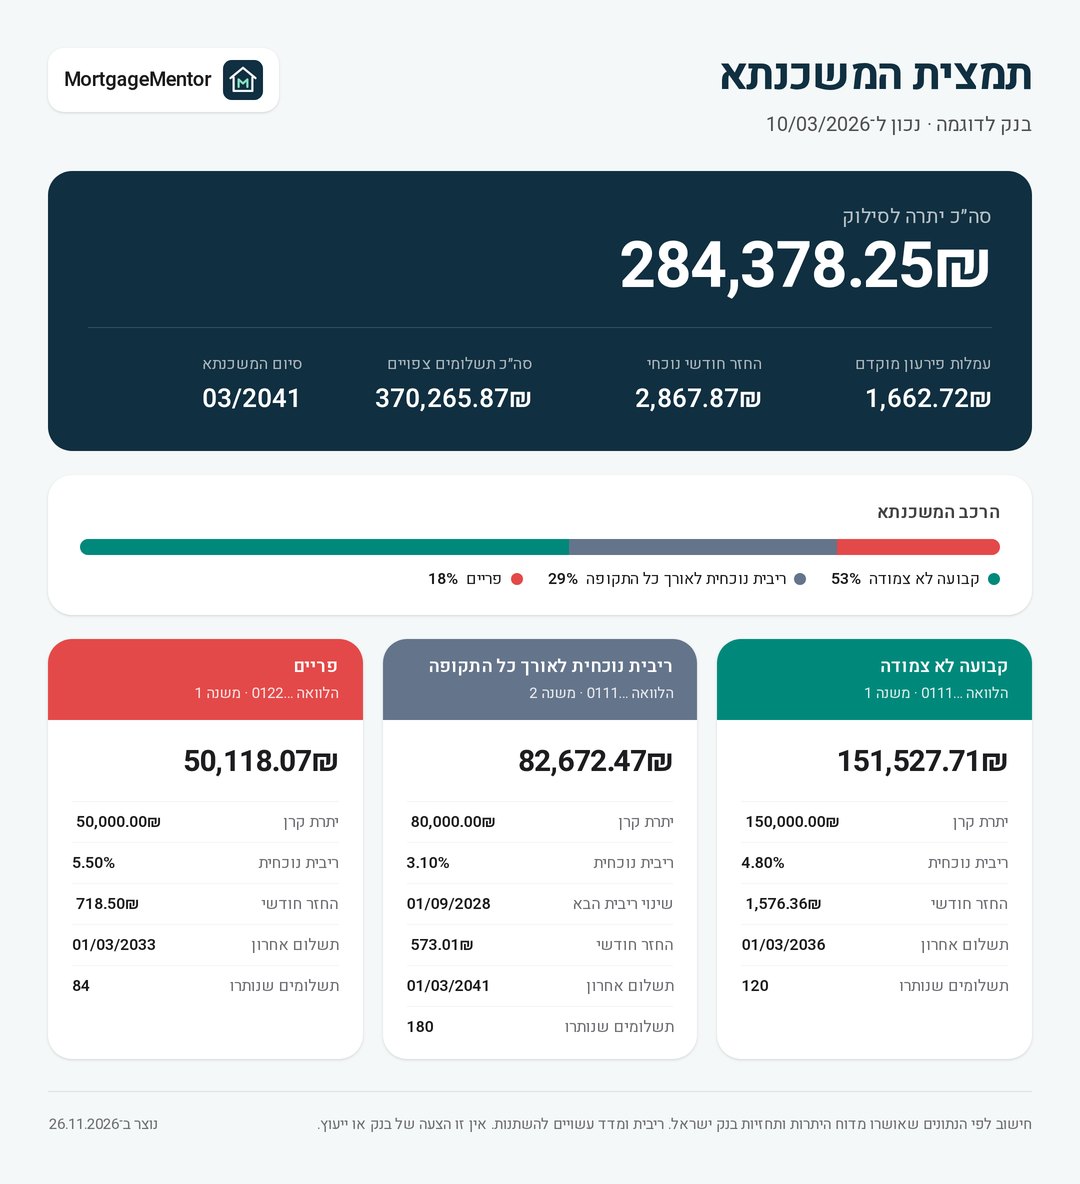 תמצית המשכנתא
בנק לדוגמה · נכון ל־10/03/2026
MortgageMentor
סה״כ יתרה לסילוק
₪284,378.25
עמלות פירעון מוקדם
₪1,662.72
החזר חודשי נוכחי
₪2,867.87
סה״כ תשלומים צפויים
₪370,265.87
סיום המשכנתא
03/2041
הרכב המשכנתא
קבועה לא צמודה 53%
ריבית נוכחית לאורך כל התקופה 29%
פריים 18%
קבועה לא צמודה
הלוואה …0111 · משנה 1
₪151,527.71
יתרת קרן ₪150,000.00
ריבית נוכחית 4.80%
החזר חודשי ₪1,576.36
תשלום אחרון 01/03/2036
תשלומים שנותרו 120
ריבית נוכחית לאורך כל התקופה
הלוואה …0111 · משנה 2
₪82,672.47
יתרת קרן ₪80,000.00
ריבית נוכחית 3.10%
שינוי ריבית הבא 01/09/2028
החזר חודשי ₪573.01
תשלום אחרון 01/03/2041
תשלומים שנותרו 180
פריים
הלוואה …0122 · משנה 1
₪50,118.07
יתרת קרן ₪50,000.00
ריבית נוכחית 5.50%
החזר חודשי ₪718.50
תשלום אחרון 01/03/2033
תשלומים שנותרו 84
חישוב לפי הנתונים שאושרו מדוח היתרות ותחזיות בנק ישראל. ריבית ומדד עשויים להשתנות. אין זו הצעה של בנק או ייעוץ.
נוצר ב־26.11.2026